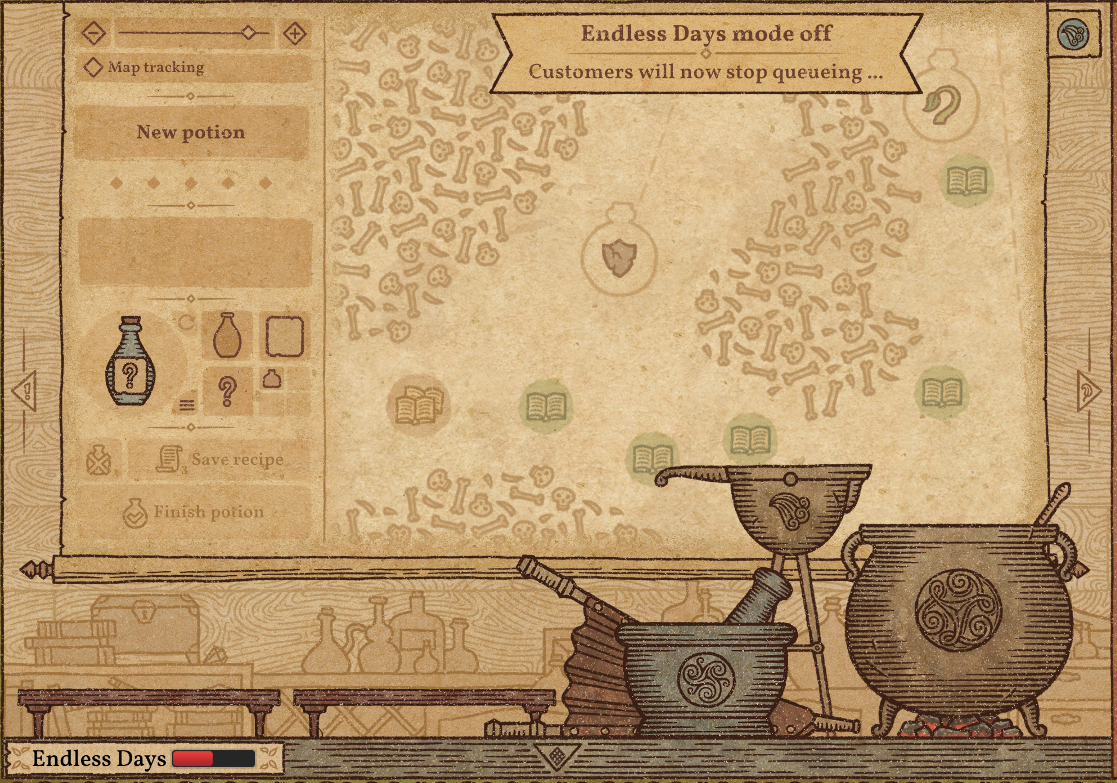 Endless Days mode off
Customers will now stop queueing ...
Map tracking
New potion
?
?
3 Save recipe
Finish potion
Endless Days